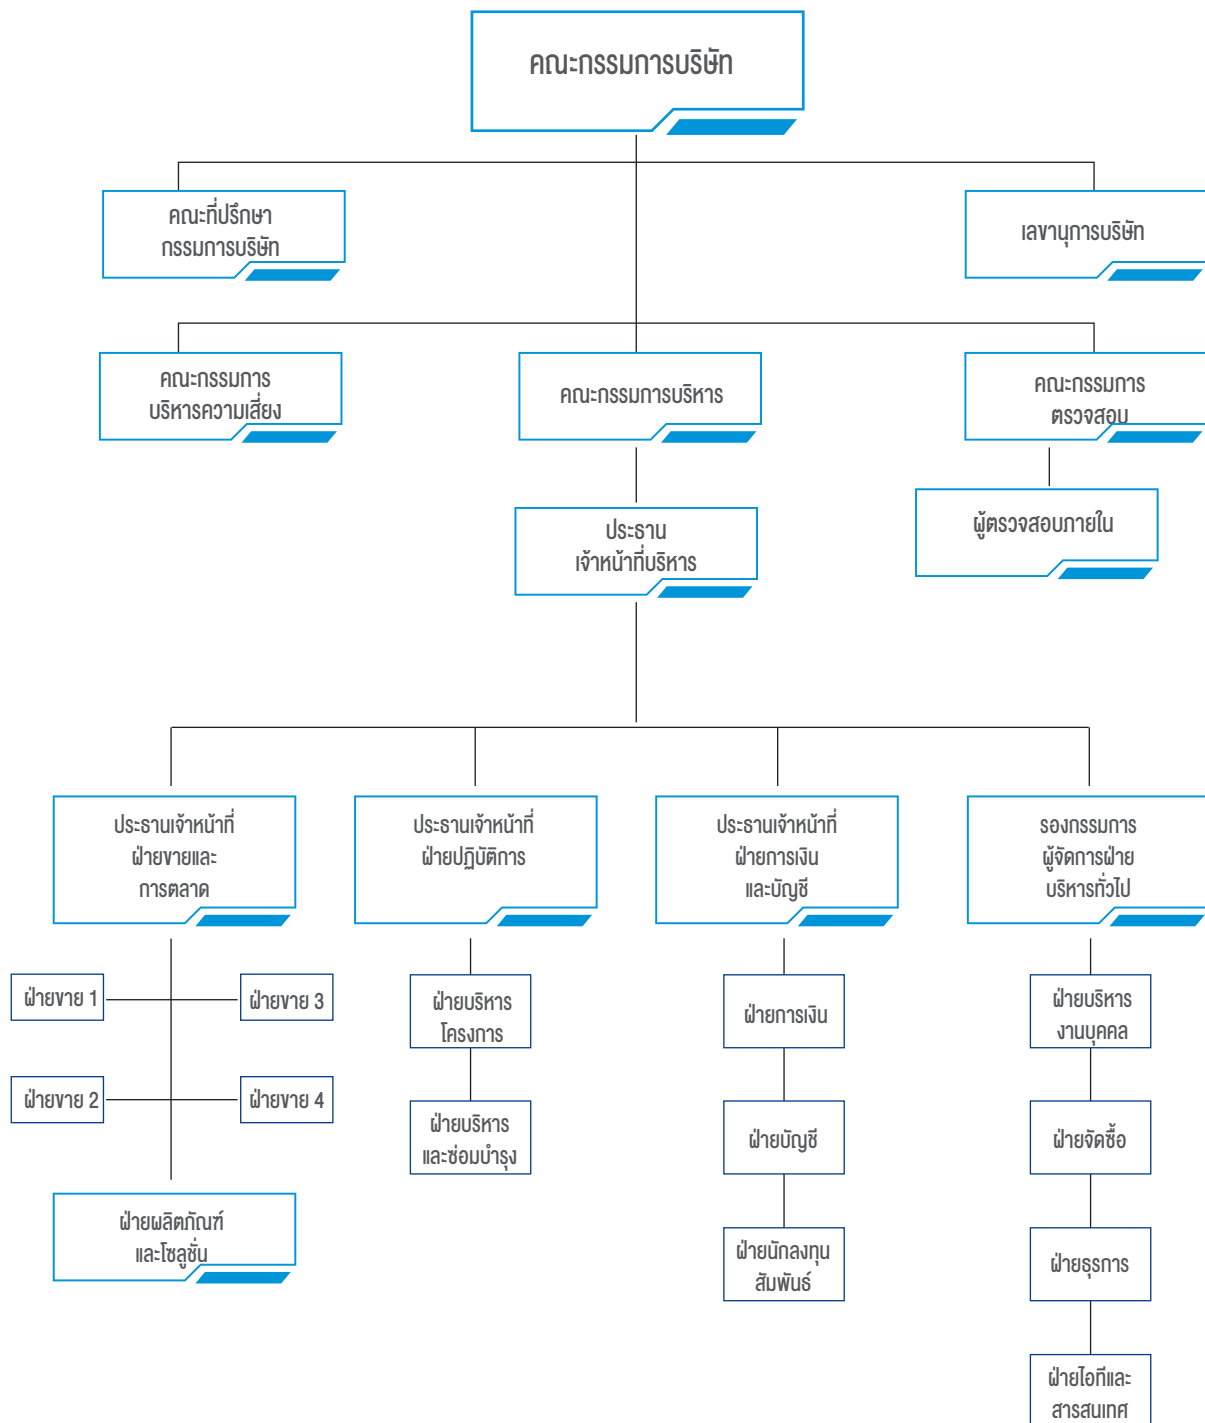 คณะกรรมการบริษัท
คณะที่ปรึกษา
กรรมการบริษัท
เลขานุการบริษัท
คณะกรรมการ
บริหารความเสี่ยง
คณะกรรมการบริหาร
คณะกรรมการ
ตรวจสอบ
ประธาน
เจ้าหน้าที่บริหาร
ผู้ตรวจสอบภายใน
ประธานเจ้าหน้าที่
ฝ่ายขายและ
การตลาด
ประธานเจ้าหน้าที่
ฝ่ายปฏิบัติการ
ประธานเจ้าหน้าที่
ฝ่ายการเงิน
และบัญชี
รองกรรมการ
ผู้จัดการฝ่าย
บริหารทั่วไป
ฝ่ายขาย 1
ฝ่ายขาย 3
ฝ่ายขาย 2
ฝ่ายขาย 4
ฝ่ายผลิตภัณฑ์
และโซลูชั่น
ฝ่ายบริหาร
โครงการ
ฝ่ายบริหาร
และซ่อมบำรุง
ฝ่ายการเงิน
ฝ่ายบัญชี
ฝ่ายนักลงทุน
สัมพันธ์
ฝ่ายบริหาร
งานบุคคล
ฝ่ายจัดซื้อ
ฝ่ายธุรการ
ฝ่ายไอทีและ
สารสนเทศ